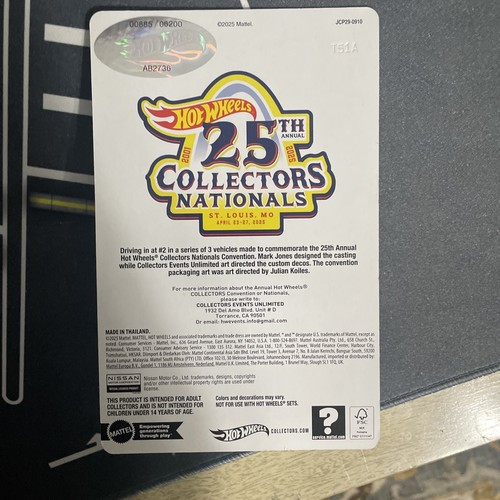 00885 / 06200
©2025 Mattel
JCP29-0910
HOT WHEELS
AB2736
T51A
HOT WHEELS
25TH
ANNUAL
2001
2025
COLLECTORS
NATIONALS
ST. LOUIS, MO
Driving in at #2 in a series of 3 vehicles made to commemorate the 25th Annual
Hot Wheels® Collectors Nationals Convention. Mark Jones designed the casting
while Collectors Events Unlimited art directed the custom decos. The convention
packaging art was art directed by Julian Koiles.
For more information about the Annual Hot Wheels®
COLLECTORS Convention or Nationals,
please write to:
COLLECTORS EVENTS UNLIMITED
1932 Del Amo Blvd. Unit # D
Torrance, CA 90501
Or email: hwevents.info@gmail.com
MADE IN THAILAND.
NISSAN
Nissan Motor Co., Ltd. trademarks, designs, copyrights
and/or other intellectual property rights are used under
license.
THIS PRODUCT IS INTENDED FOR ADULT
COLLECTORS AND IS NOT INTENDED FOR
CHILDREN UNDER 14 YEARS OF AGE.
Colors and decorations may vary.
NOT FOR USE WITH HOT WHEELS® SETS.
MATTEL
Empowering
generations
through play™
HOT WHEELS
COLLECTORS.COM
?
service.mattel.com
FSC